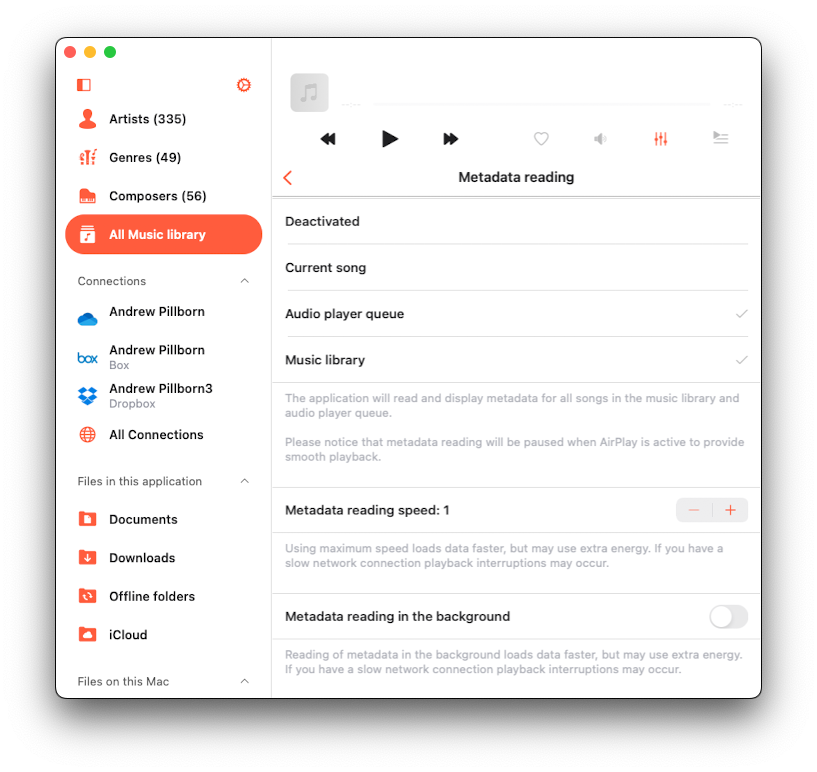 Artists (335)
Genres (49)
Composers (56)
All Music library
Connections
Andrew Pillborn
box
Andrew Pillborn
Box
Andrew Pillborn3
Dropbox
All Connections
Files in this application
Documents
Downloads
Offline folders
iCloud
Files on this Mac
--:--
--:--
Metadata reading
Deactivated
Current song
Audio player queue
Music library
The application will read and display metadata for all songs in the music library and
audio player queue.
Please notice that metadata reading will be paused when AirPlay is active to provide
smooth playback.
Metadata reading speed: 1
Using maximum speed loads data faster, but may use extra energy. If you have a
slow network connection playback interruptions may occur.
Metadata reading in the background
Reading of metadata in the background loads data faster, but may use extra energy.
If you have a slow network connection playback interruptions may occur.